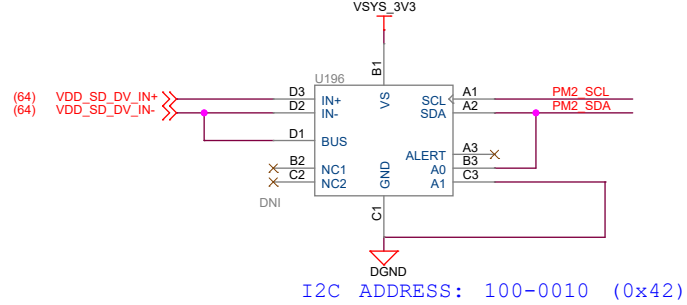 VSYS_3V3
B1
U196
(64) VDD_SD_DV_IN+ D3 IN+ VS SCL A1 PM2_SCL
(64) VDD_SD_DV_IN- D2 IN- SDA A2 PM2_SDA
D1 BUS
ALERT A3
B2 NC1 A0 B3
C2 NC2 GND A1 C3
DNI
C1
DGND
I2C ADDRESS: 100-0010 (0x42)